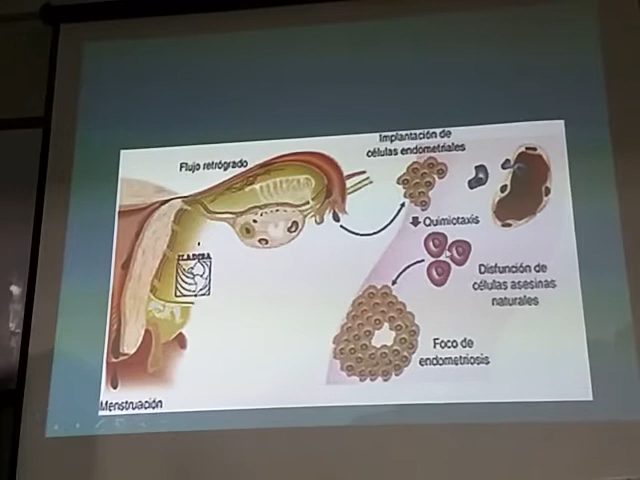 Implantación de
células endometriales
Flujo retrógrado
Quimiotaxis
Disfunción de
células asesinas
naturales
Foco de
endometriosis
Menstruación